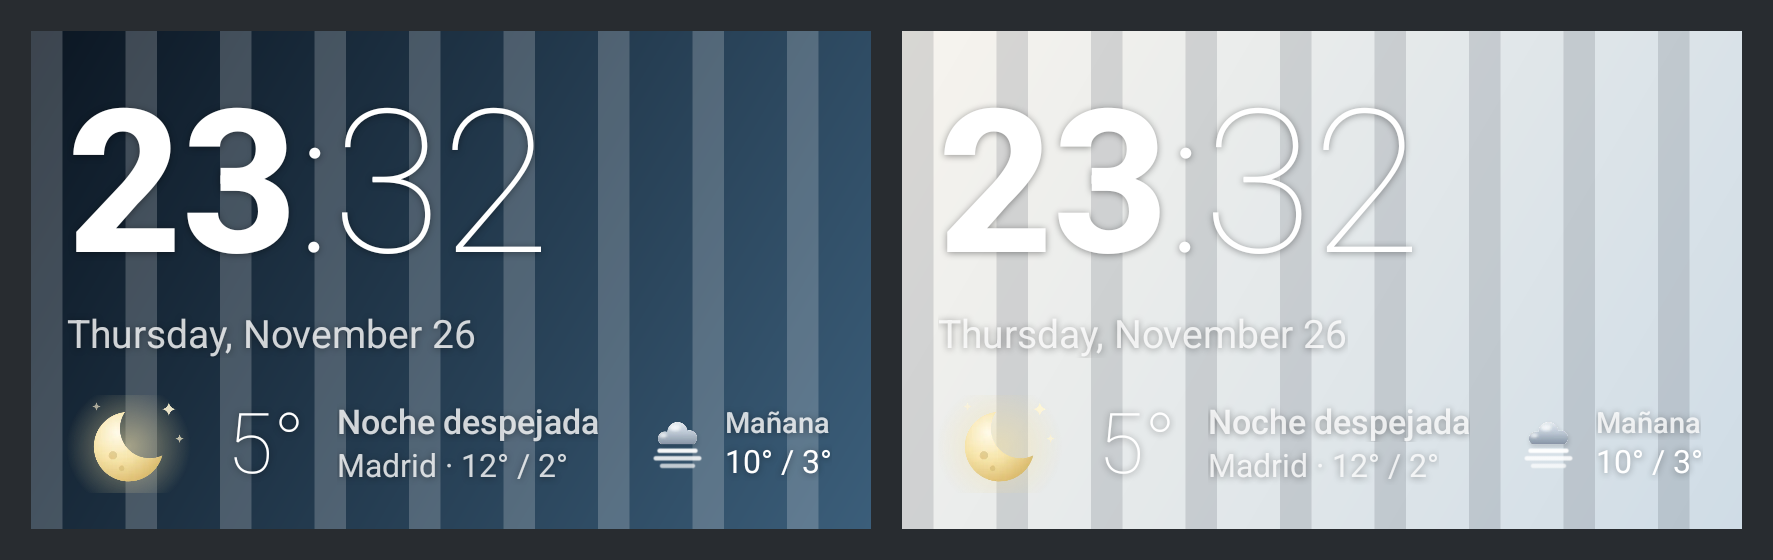 23:32
Thursday, November 26
5°
Noche despejada
Madrid · 12° / 2°
Mañana
10° / 3°
23:32
Thursday, November 26
5°
Noche despejada
Madrid · 12° / 2°
Mañana
10° / 3°